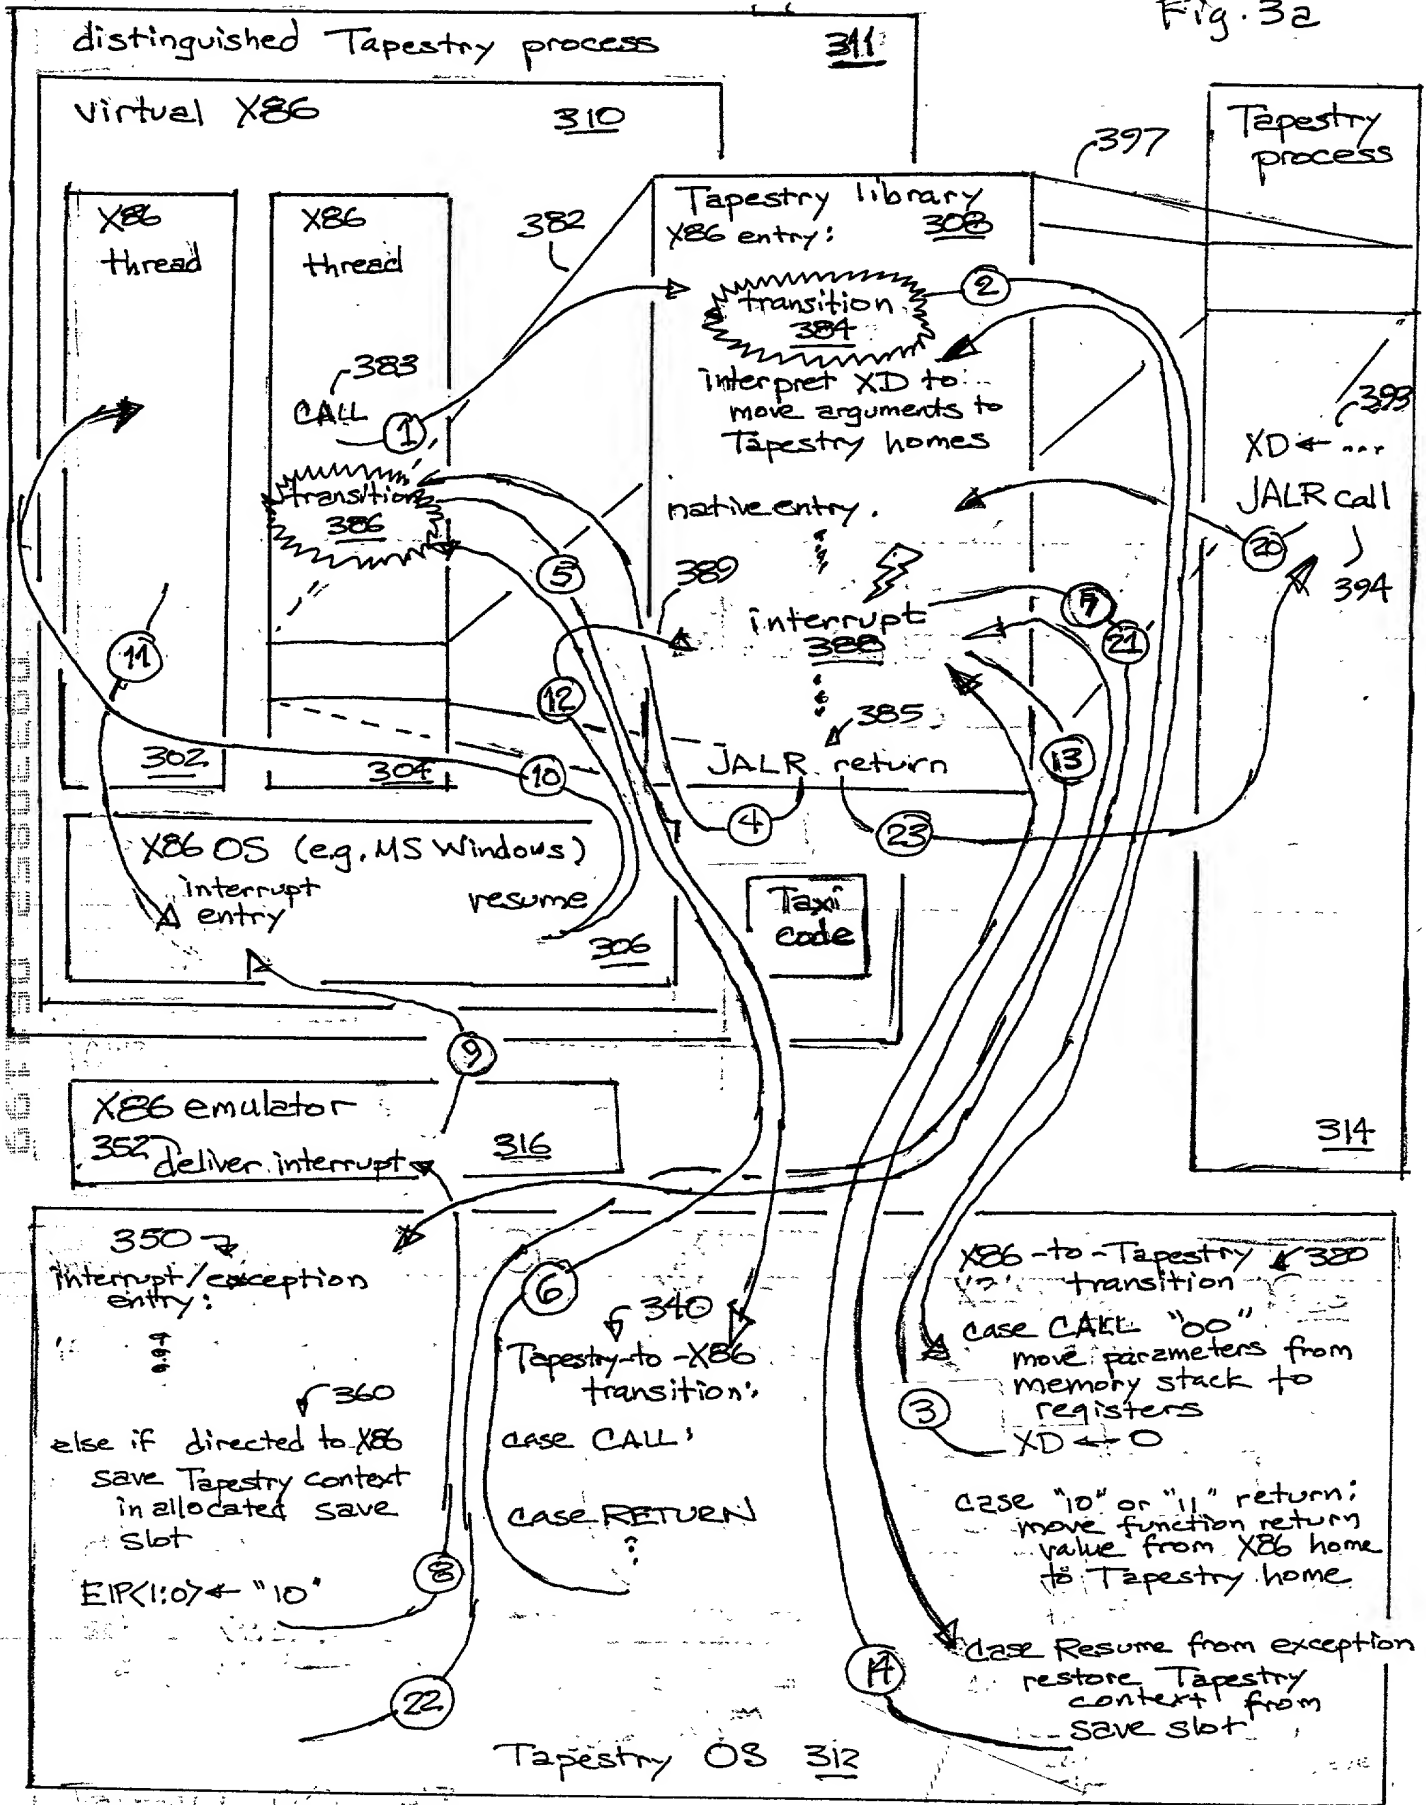 Fig. 3a
distinguished Tapestry process
311
virtual X86
310
397
Tapestry
process
X86
thread
X86
thread
382
Tapestry library
X86 entry:
308
2
transition
384
interpret XD to
move arguments to
Tapestry homes
383
CALL
1
393
XD ← ...
JALR call
20
394
transition
386
5
native entry.
389
interrupt
388
9
21
11
12
385
13
JALR return
302
304
10
4
23
X86 OS (e.g. MS Windows)
interrupt
entry
resume
306
Taxi
code
9
X86 emulator
352 deliver interrupt
316
314
350
interrupt/exception
entry:
360
else if directed to X86
save Tapestry context
in allocated save
slot
EIP<1:0> ← "10"
8
22
6
340
Tapestry-to-X86
transition:
case CALL:
case RETURN
X86-to-Tapestry
transition
380
case CALL "00"
move parameters from
memory stack to
registers
3
XD ← 0
case "10" or "11" return:
move function return
value from X86 home
to Tapestry home
case Resume from exception
restore Tapestry
context from
save slot
14
Tapestry OS 312